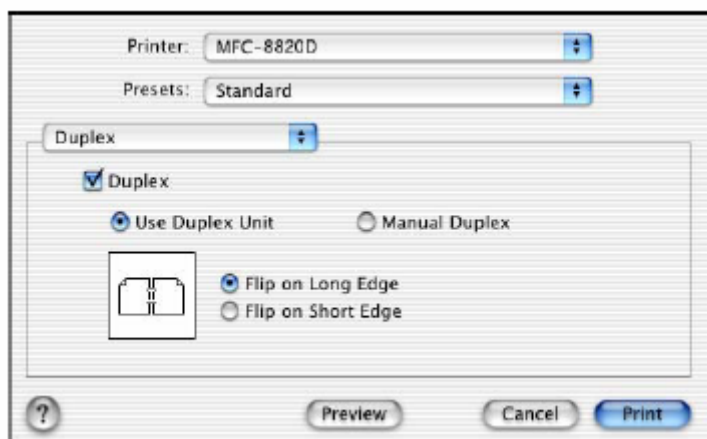 Printer: MFC-8820D
Presets: Standard
Duplex
Duplex
Use Duplex Unit Manual Duplex
Flip on Long Edge
Flip on Short Edge
? Preview Cancel Print